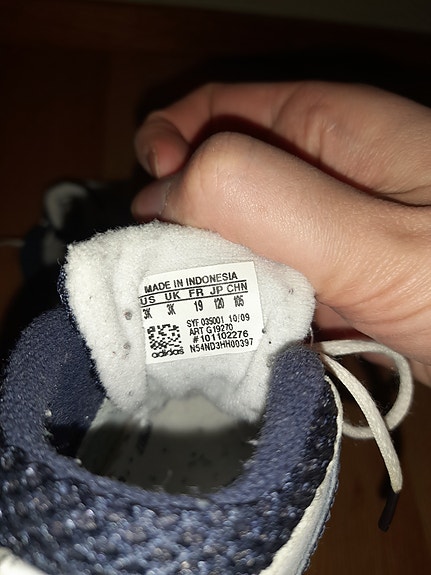 MADE IN INDONESIA
US UK FR JP CHN
3K 3K 19 120 105
SYF 039001 10/09
ART G19270
#101102276
adidas N54ND3HH00397